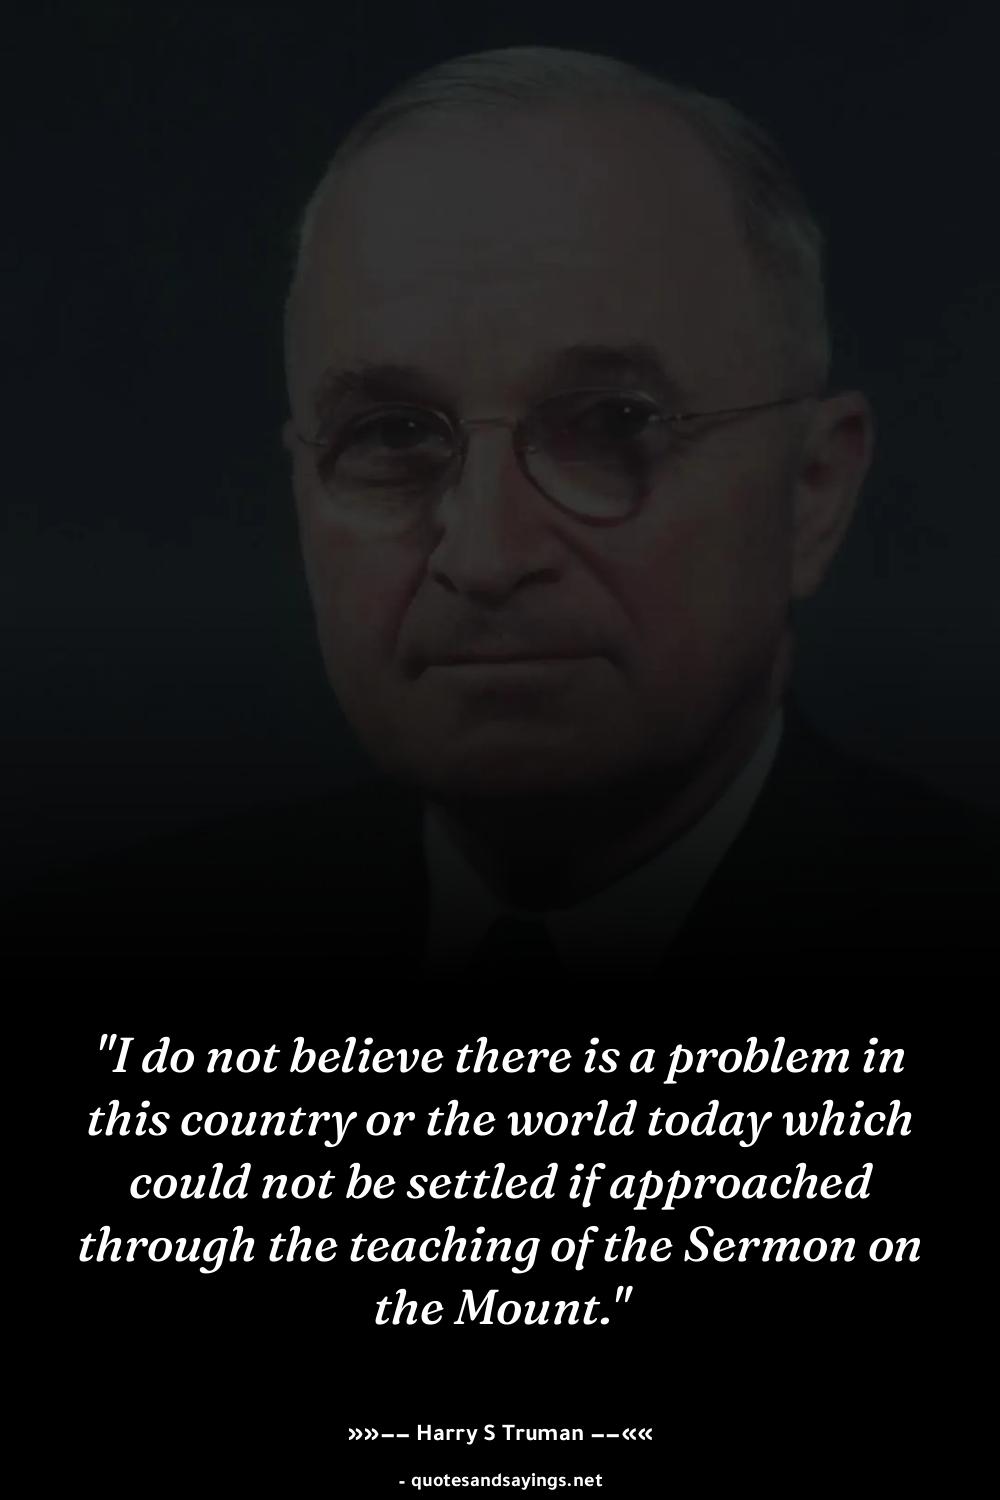 "I do not believe there is a problem in
this country or the world today which
could not be settled if approached
through the teaching of the Sermon on
the Mount."
»»–– Harry S Truman ––««
- quotesandsayings.net